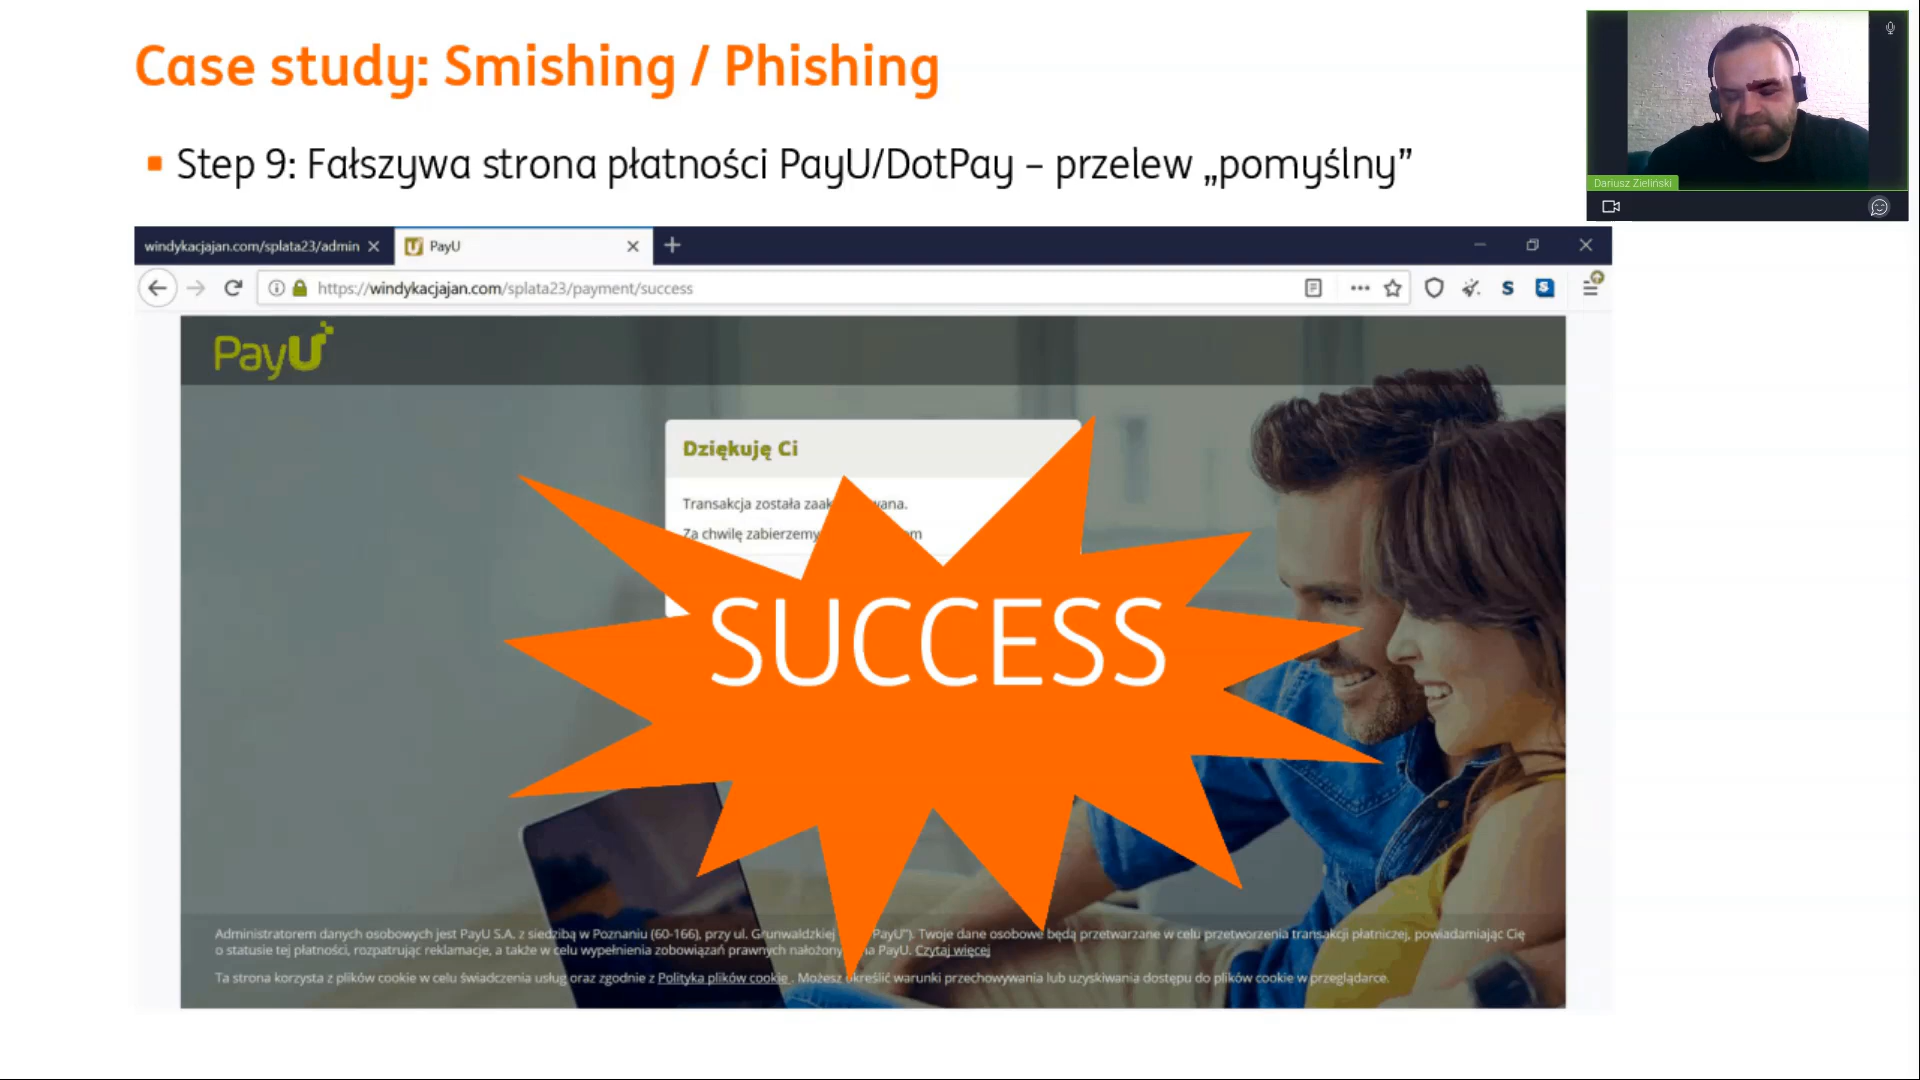 Case study: Smishing / Phishing
Dariusz Zieliński
Step 9: Fałszywa strona płatności PayU/DotPay – przelew „pomyślny”
windykacjajan.com/splata23/admin
PayU
https://windykacjajan.com/splata23/payment/success
PayU
Dziękuję Ci
Transakcja została
Za chwilę zabierzemy
SUCCESS
Administratorem danych osobowych jest PayU S.A. z siedzibą w Poznaniu (60-166), przy ul. Grunwaldzkiej PayU"). Twoje dane osobowe będą przetwarzane w celu przetworzenia transakcji płatniczej, powiadamiając Cię
o statusie tej płatności, rozpatrując reklamacje, a także w celu wypełnienia zobowiązań prawnych na PayU. Czytaj więcej
Ta strona korzysta z plików cookie w celu świadczenia usług oraz zgodnie z Polityka plików cookie . Możesz określić warunki przechowywania lub uzyskiwania dostępu do plików cookie w przeglądarce.